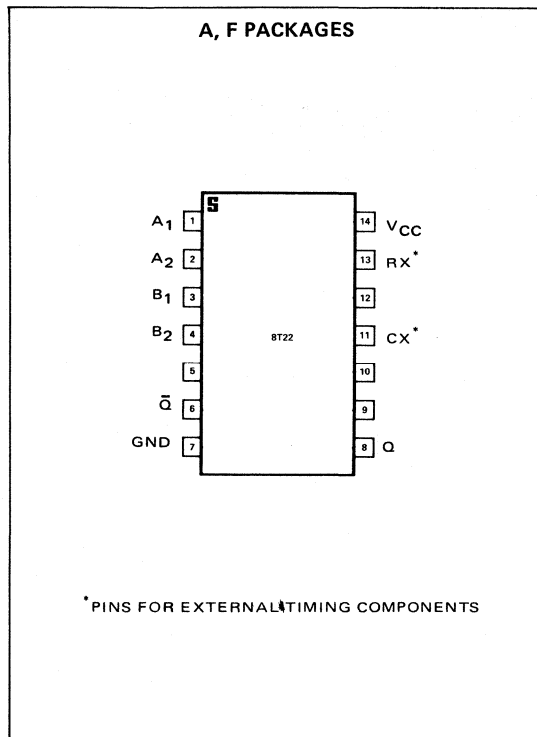 A, F PACKAGES
S
A1 1 14 VCC
A2 2 13 RX*
B1 3 12
B2 4 8T22 11 CX*
5 10
Q̄ 6 9
GND 7 8 Q
*PINS FOR EXTERNAL TIMING COMPONENTS